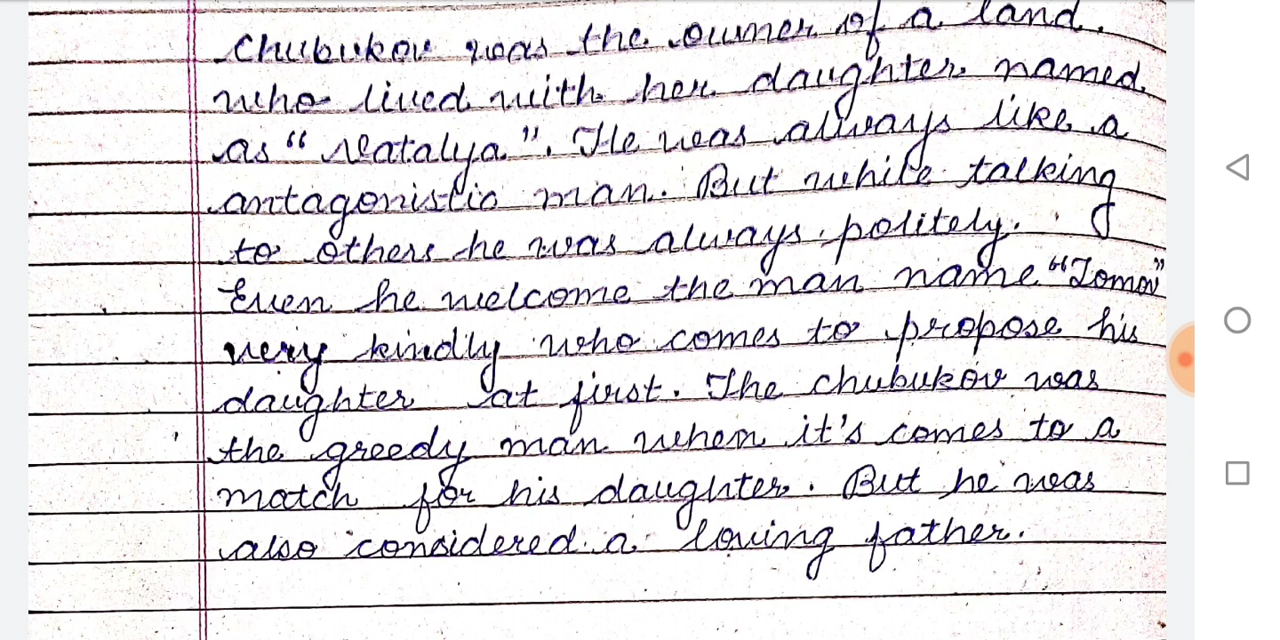 Chubukov was the owner of a land.
who lived with her daughter named
as "Natalya". He was always like a
antagonistic man. But while talking
to others he was always politely.
Even he welcome the man name "Lomov"
very kindly who comes to propose his
daughter at first. The chubukov was
the greedy man when it's comes to a
match for his daughter. But he was
also considered a loving father.